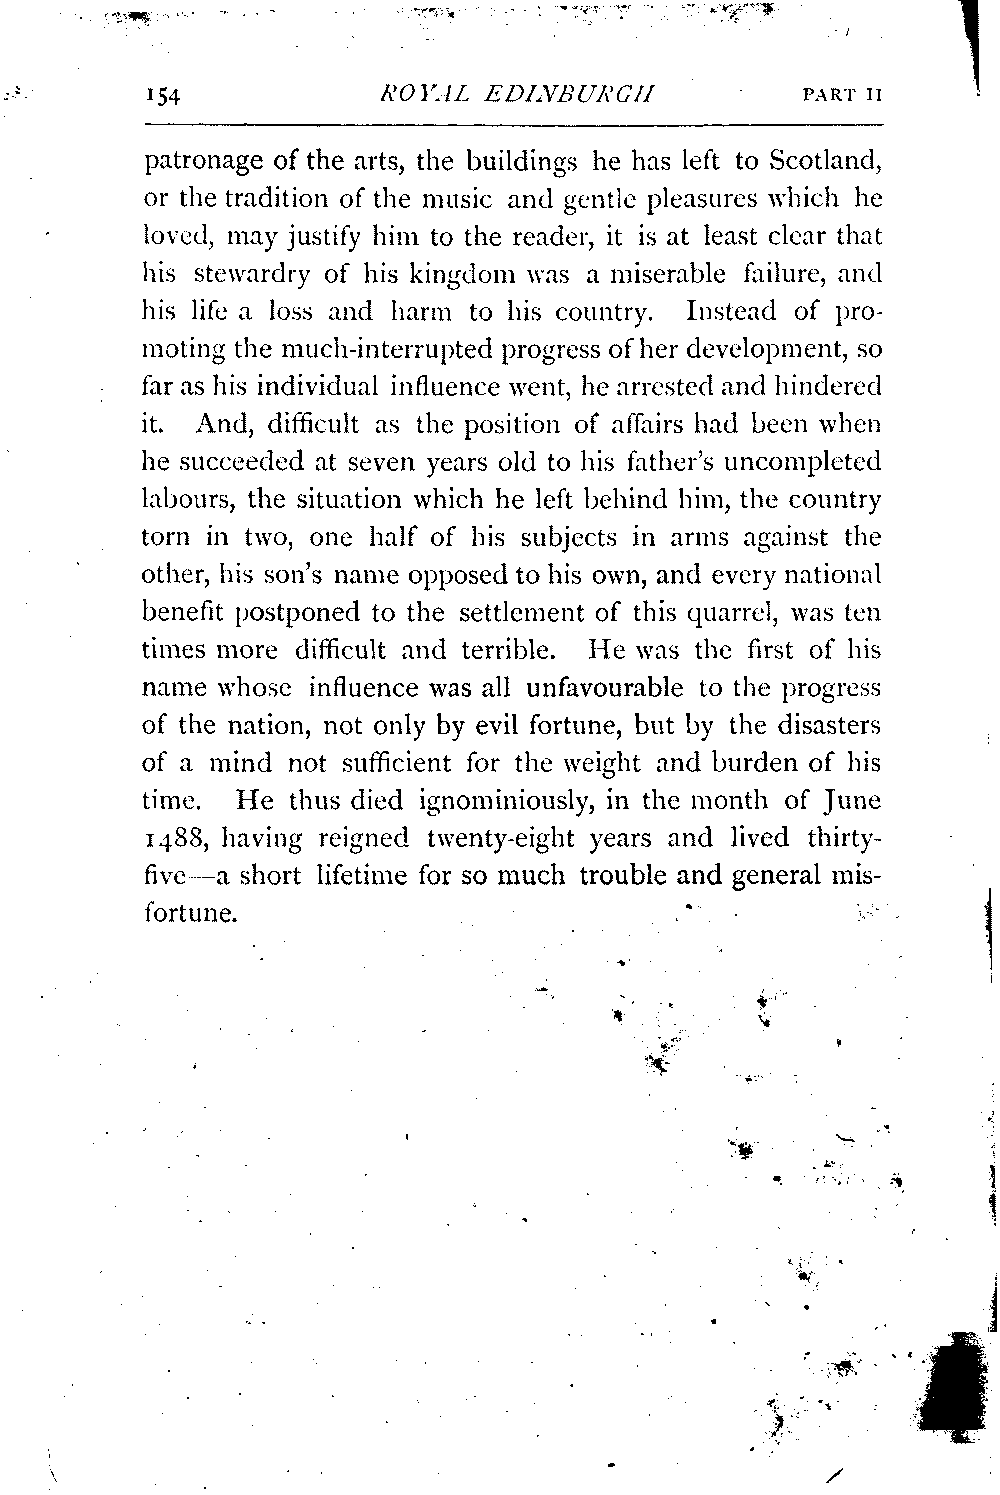 154 ROYAL EDINBURGH PART II
patronage of the arts, the buildings he has left to Scotland,
or the tradition of the music and gentle pleasures which he
loved, may justify him to the reader, it is at least clear that
his stewardry of his kingdom was a miserable failure, and
his life a loss and harm to his country. Instead of pro-
moting the much-interrupted progress of her development, so
far as his individual influence went, he arrested and hindered
it. And, difficult as the position of affairs had been when
he succeeded at seven years old to his father's uncompleted
labours, the situation which he left behind him, the country
torn in two, one half of his subjects in arms against the
other, his son's name opposed to his own, and every national
benefit postponed to the settlement of this quarrel, was ten
times more difficult and terrible. He was the first of his
name whose influence was all unfavourable to the progress
of the nation, not only by evil fortune, but by the disasters
of a mind not sufficient for the weight and burden of his
time. He thus died ignominiously, in the month of June
1488, having reigned twenty-eight years and lived thirty-
five—a short lifetime for so much trouble and general mis-
fortune.